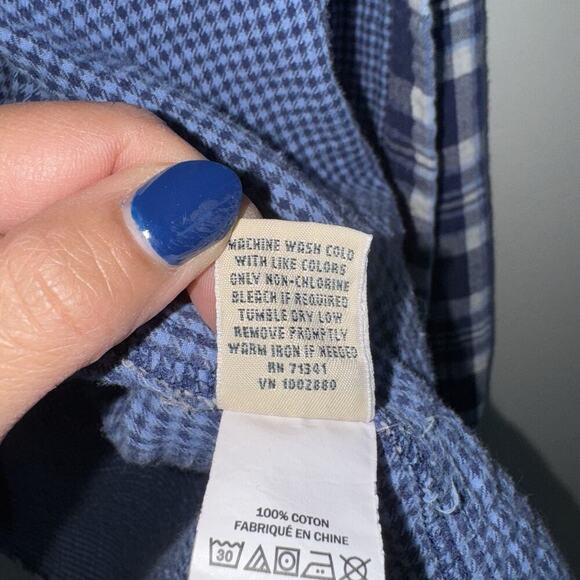 MACHINE WASH COLD
WITH LIKE COLORS
ONLY NON-CHLORINE
BLEACH IF REQUIRED
TUMBLE DRY LOW
REMOVE PROMPTLY
WARM IRON IF NEEDED
RN 71341
VN 1002880
100% COTON
FABRIQUÉ EN CHINE
30